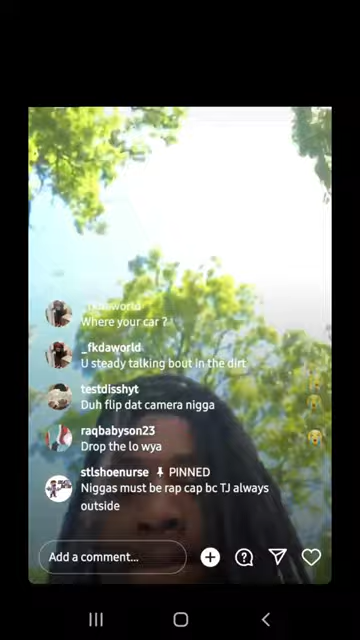 _fkdaworld
Where your car ?
_fkdaworld
U steady talking bout in the dirt
testdisshyt
Duh flip dat camera nigga
raqbabyson23
Drop the lo wya
stlshoenurse PINNED
Niggas must be rap cap bc TJ always
outside
Add a comment...